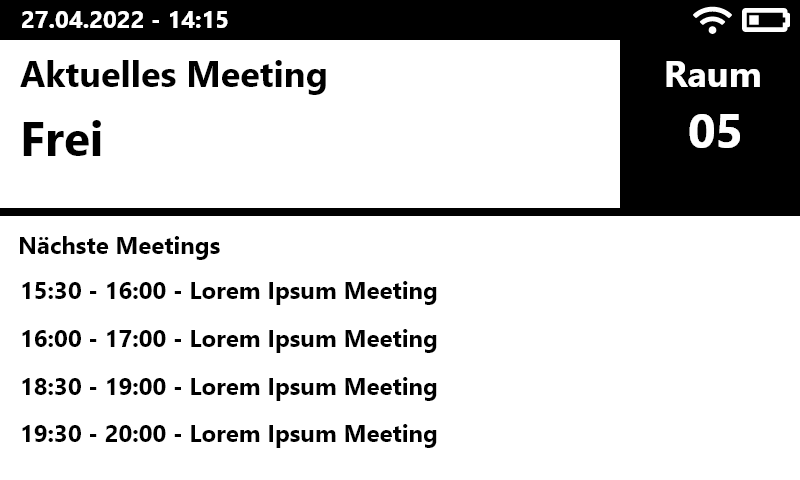 27.04.2022 - 14:15
Aktuelles Meeting
Frei
Raum
05
Nächste Meetings
15:30 - 16:00 - Lorem Ipsum Meeting
16:00 - 17:00 - Lorem Ipsum Meeting
18:30 - 19:00 - Lorem Ipsum Meeting
19:30 - 20:00 - Lorem Ipsum Meeting